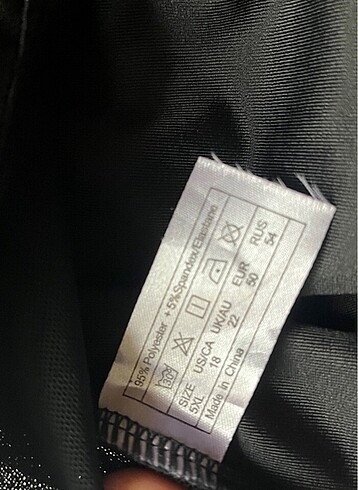 95% Polyester +5%Spandex/Elastane
30º
SIZE US/CA UK/AU EUR RUS
5XL 18 22 50 54
Made in China